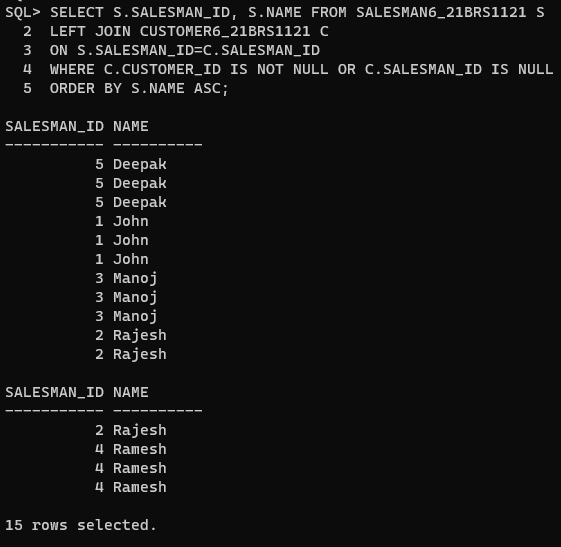 SQL> SELECT S.SALESMAN_ID, S.NAME FROM SALESMAN6_21BRS1121 S
  2  LEFT JOIN CUSTOMER6_21BRS1121 C
  3  ON S.SALESMAN_ID=C.SALESMAN_ID
  4  WHERE C.CUSTOMER_ID IS NOT NULL OR C.SALESMAN_ID IS NULL
  5  ORDER BY S.NAME ASC;

SALESMAN_ID NAME
----------- ----------
          5 Deepak
          5 Deepak
          5 Deepak
          1 John
          1 John
          1 John
          3 Manoj
          3 Manoj
          3 Manoj
          2 Rajesh
          2 Rajesh

SALESMAN_ID NAME
----------- ----------
          2 Rajesh
          4 Ramesh
          4 Ramesh
          4 Ramesh

15 rows selected.